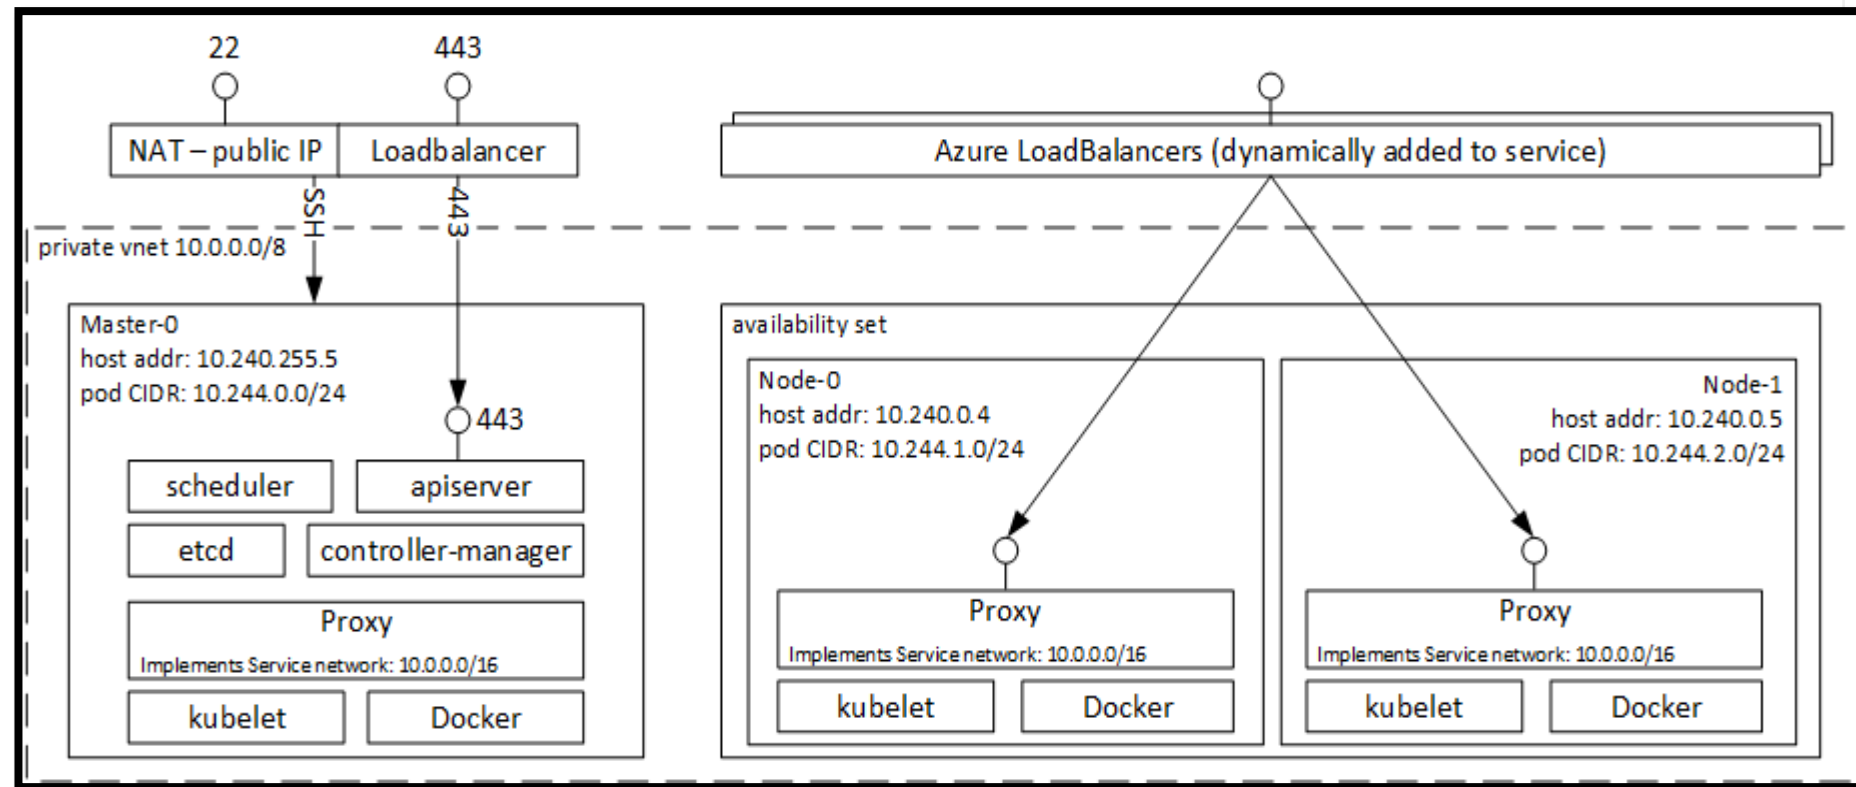 22
443
NAT – public IP
Loadbalancer
Azure LoadBalancers (dynamically added to service)
SSH
443
private vnet 10.0.0.0/8
Master-0
host addr: 10.240.255.5
pod CIDR: 10.244.0.0/24
443
scheduler
apiserver
etcd
controller-manager
Proxy
Implements Service network: 10.0.0.0/16
kubelet
Docker
availability set
Node-0
host addr: 10.240.0.4
pod CIDR: 10.244.1.0/24
Proxy
Implements Service network: 10.0.0.0/16
kubelet
Docker
Node-1
host addr: 10.240.0.5
pod CIDR: 10.244.2.0/24
Proxy
Implements Service network: 10.0.0.0/16
kubelet
Docker